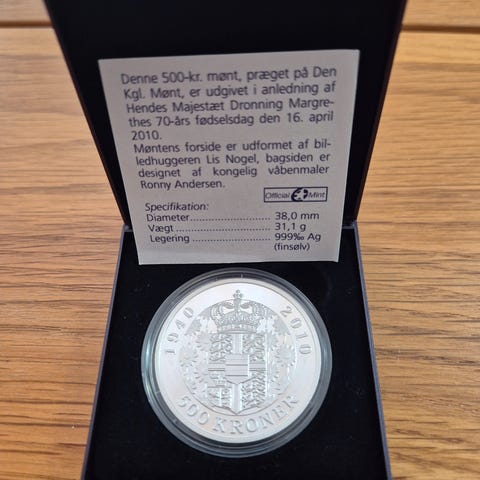 Denne 500-kr. mønt, præget på Den
Kgl. Mønt, er udgivet i anledning af
Hendes Majestæt Dronning Margre-
thes 70-års fødselsdag den 16. april
2010.
Møntens forside er udformet af bil-
ledhuggeren Lis Nogel, bagsiden er
designet af kongelig våbenmaler
Ronny Andersen.
Official Mint
Specifikation:
Diameter........................ 38,0 mm
Vægt .............................. 31,1 g
Legering ....................... 999‰ Ag
(finsølv)
1940 2010
500 KRONER